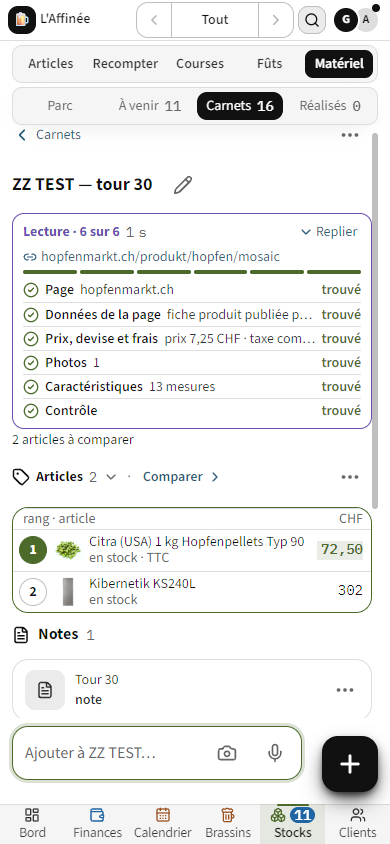 L'Affinée
Tout
G A
Articles Recompter Courses Fûts Matériel
Parc À venir 11 Carnets 16 Réalisés 0
Carnets
ZZ TEST — tour 30
Lecture · 6 sur 6 1 s Replier
hopfenmarkt.ch/produkt/hopfen/mosaic
Page hopfenmarkt.ch trouvé
Données de la page fiche produit publiée p… trouvé
Prix, devise et frais prix 7,25 CHF · taxe com… trouvé
Photos 1 trouvé
Caractéristiques 13 mesures trouvé
Contrôle trouvé
2 articles à comparer
Articles 2 · Comparer
rang · article CHF
1 Citra (USA) 1 kg Hopfenpellets Typ 90 72,50
en stock · TTC
2 Kibernetik KS240L 302
en stock
Notes 1
Tour 30
note
Ajouter à ZZ TEST…
11
Bord Finances Calendrier Brassins Stocks Clients